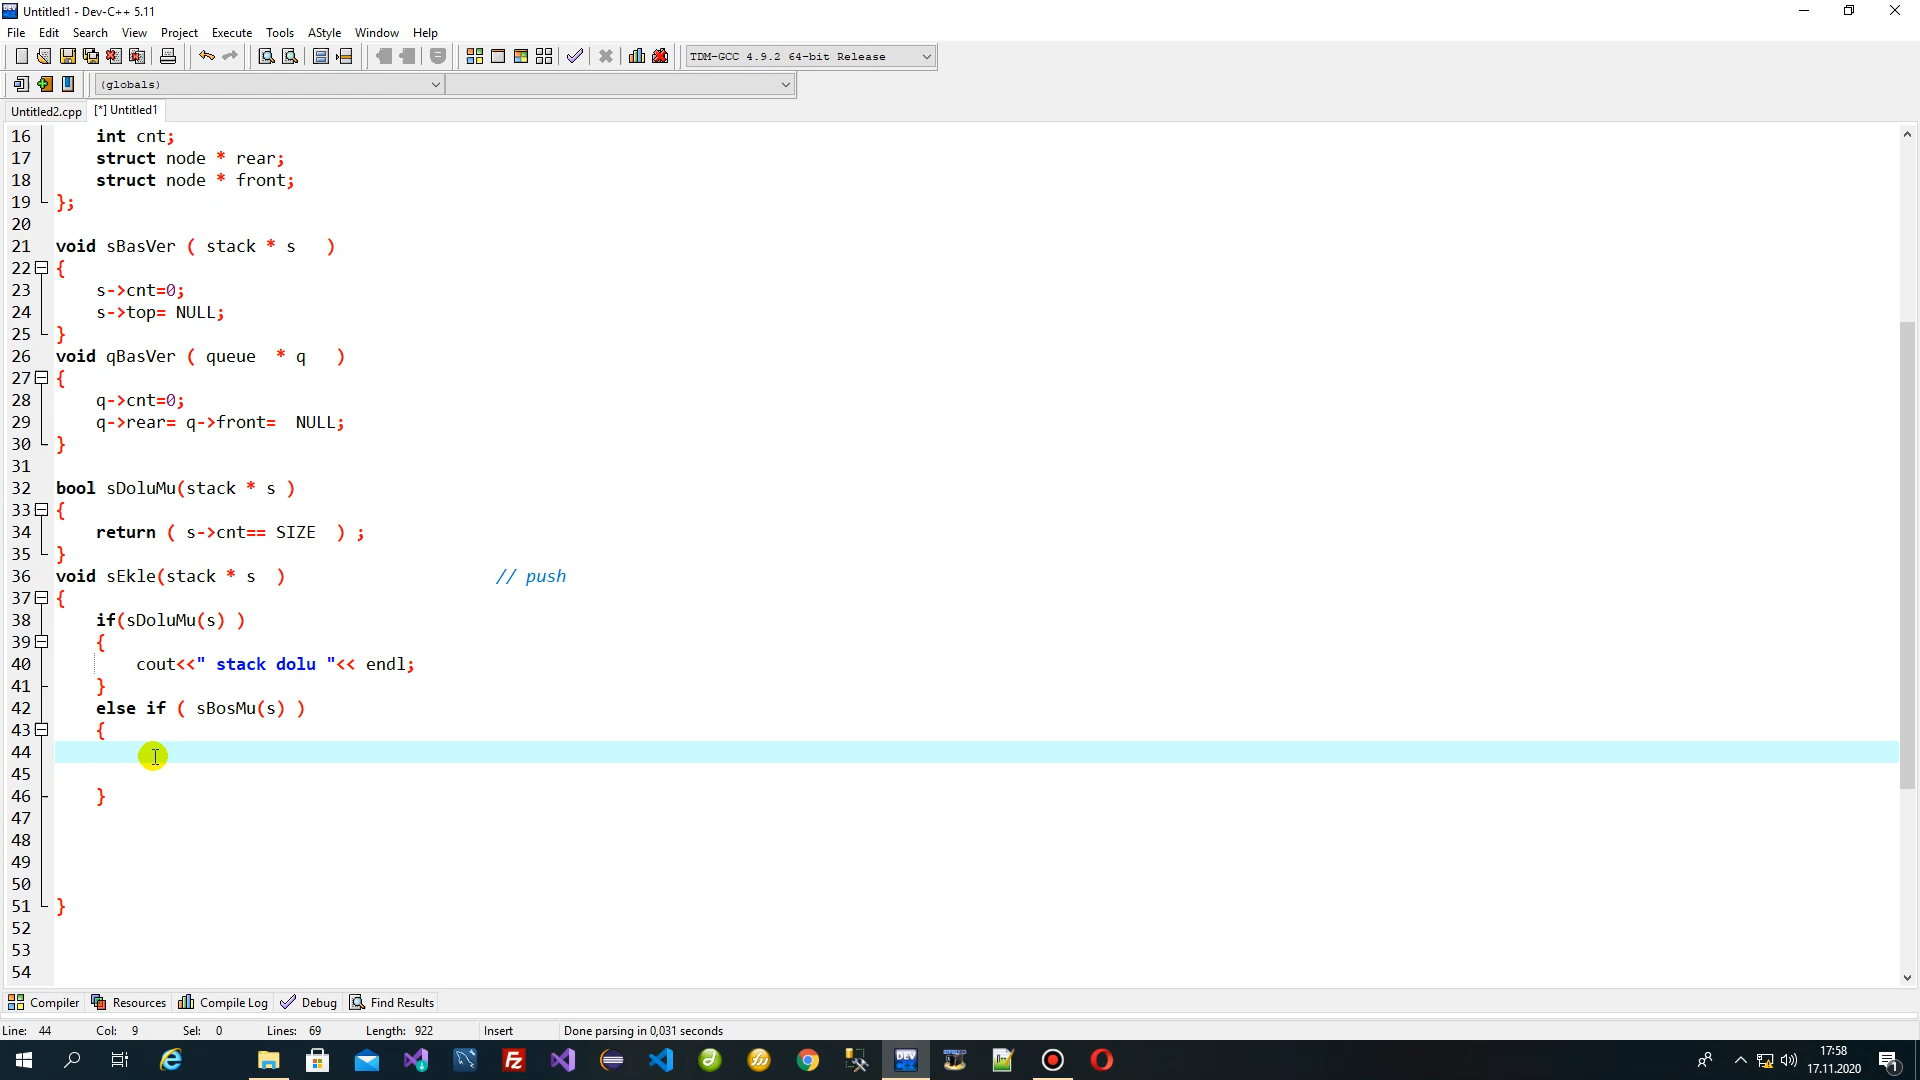 Untitled1 - Dev-C++ 5.11
File Edit Search View Project Execute Tools AStyle Window Help
TDM-GCC 4.9.2 64-bit Release
(globals)
Untitled2.cpp [*] Untitled1
16 int cnt;
17 struct node * rear;
18 struct node * front;
19 };
20
21 void sBasVer ( stack * s )
22 {
23 s->cnt=0;
24 s->top= NULL;
25 }
26 void qBasVer ( queue * q )
27 {
28 q->cnt=0;
29 q->rear= q->front= NULL;
30 }
31
32 bool sDoluMu(stack * s )
33 {
34 return ( s->cnt== SIZE ) ;
35 }
36 void sEkle(stack * s ) // push
37 {
38 if(sDoluMu(s) )
39 {
40 cout<<" stack dolu "<< endl;
41 }
42 else if ( sBosMu(s) )
43 {
44
45
46 }
47
48
49
50
51 }
52
53
54
Compiler Resources Compile Log Debug Find Results
Line: 44 Col: 9 Sel: 0 Lines: 69 Length: 922 Insert Done parsing in 0,031 seconds
17:58
17.11.2020